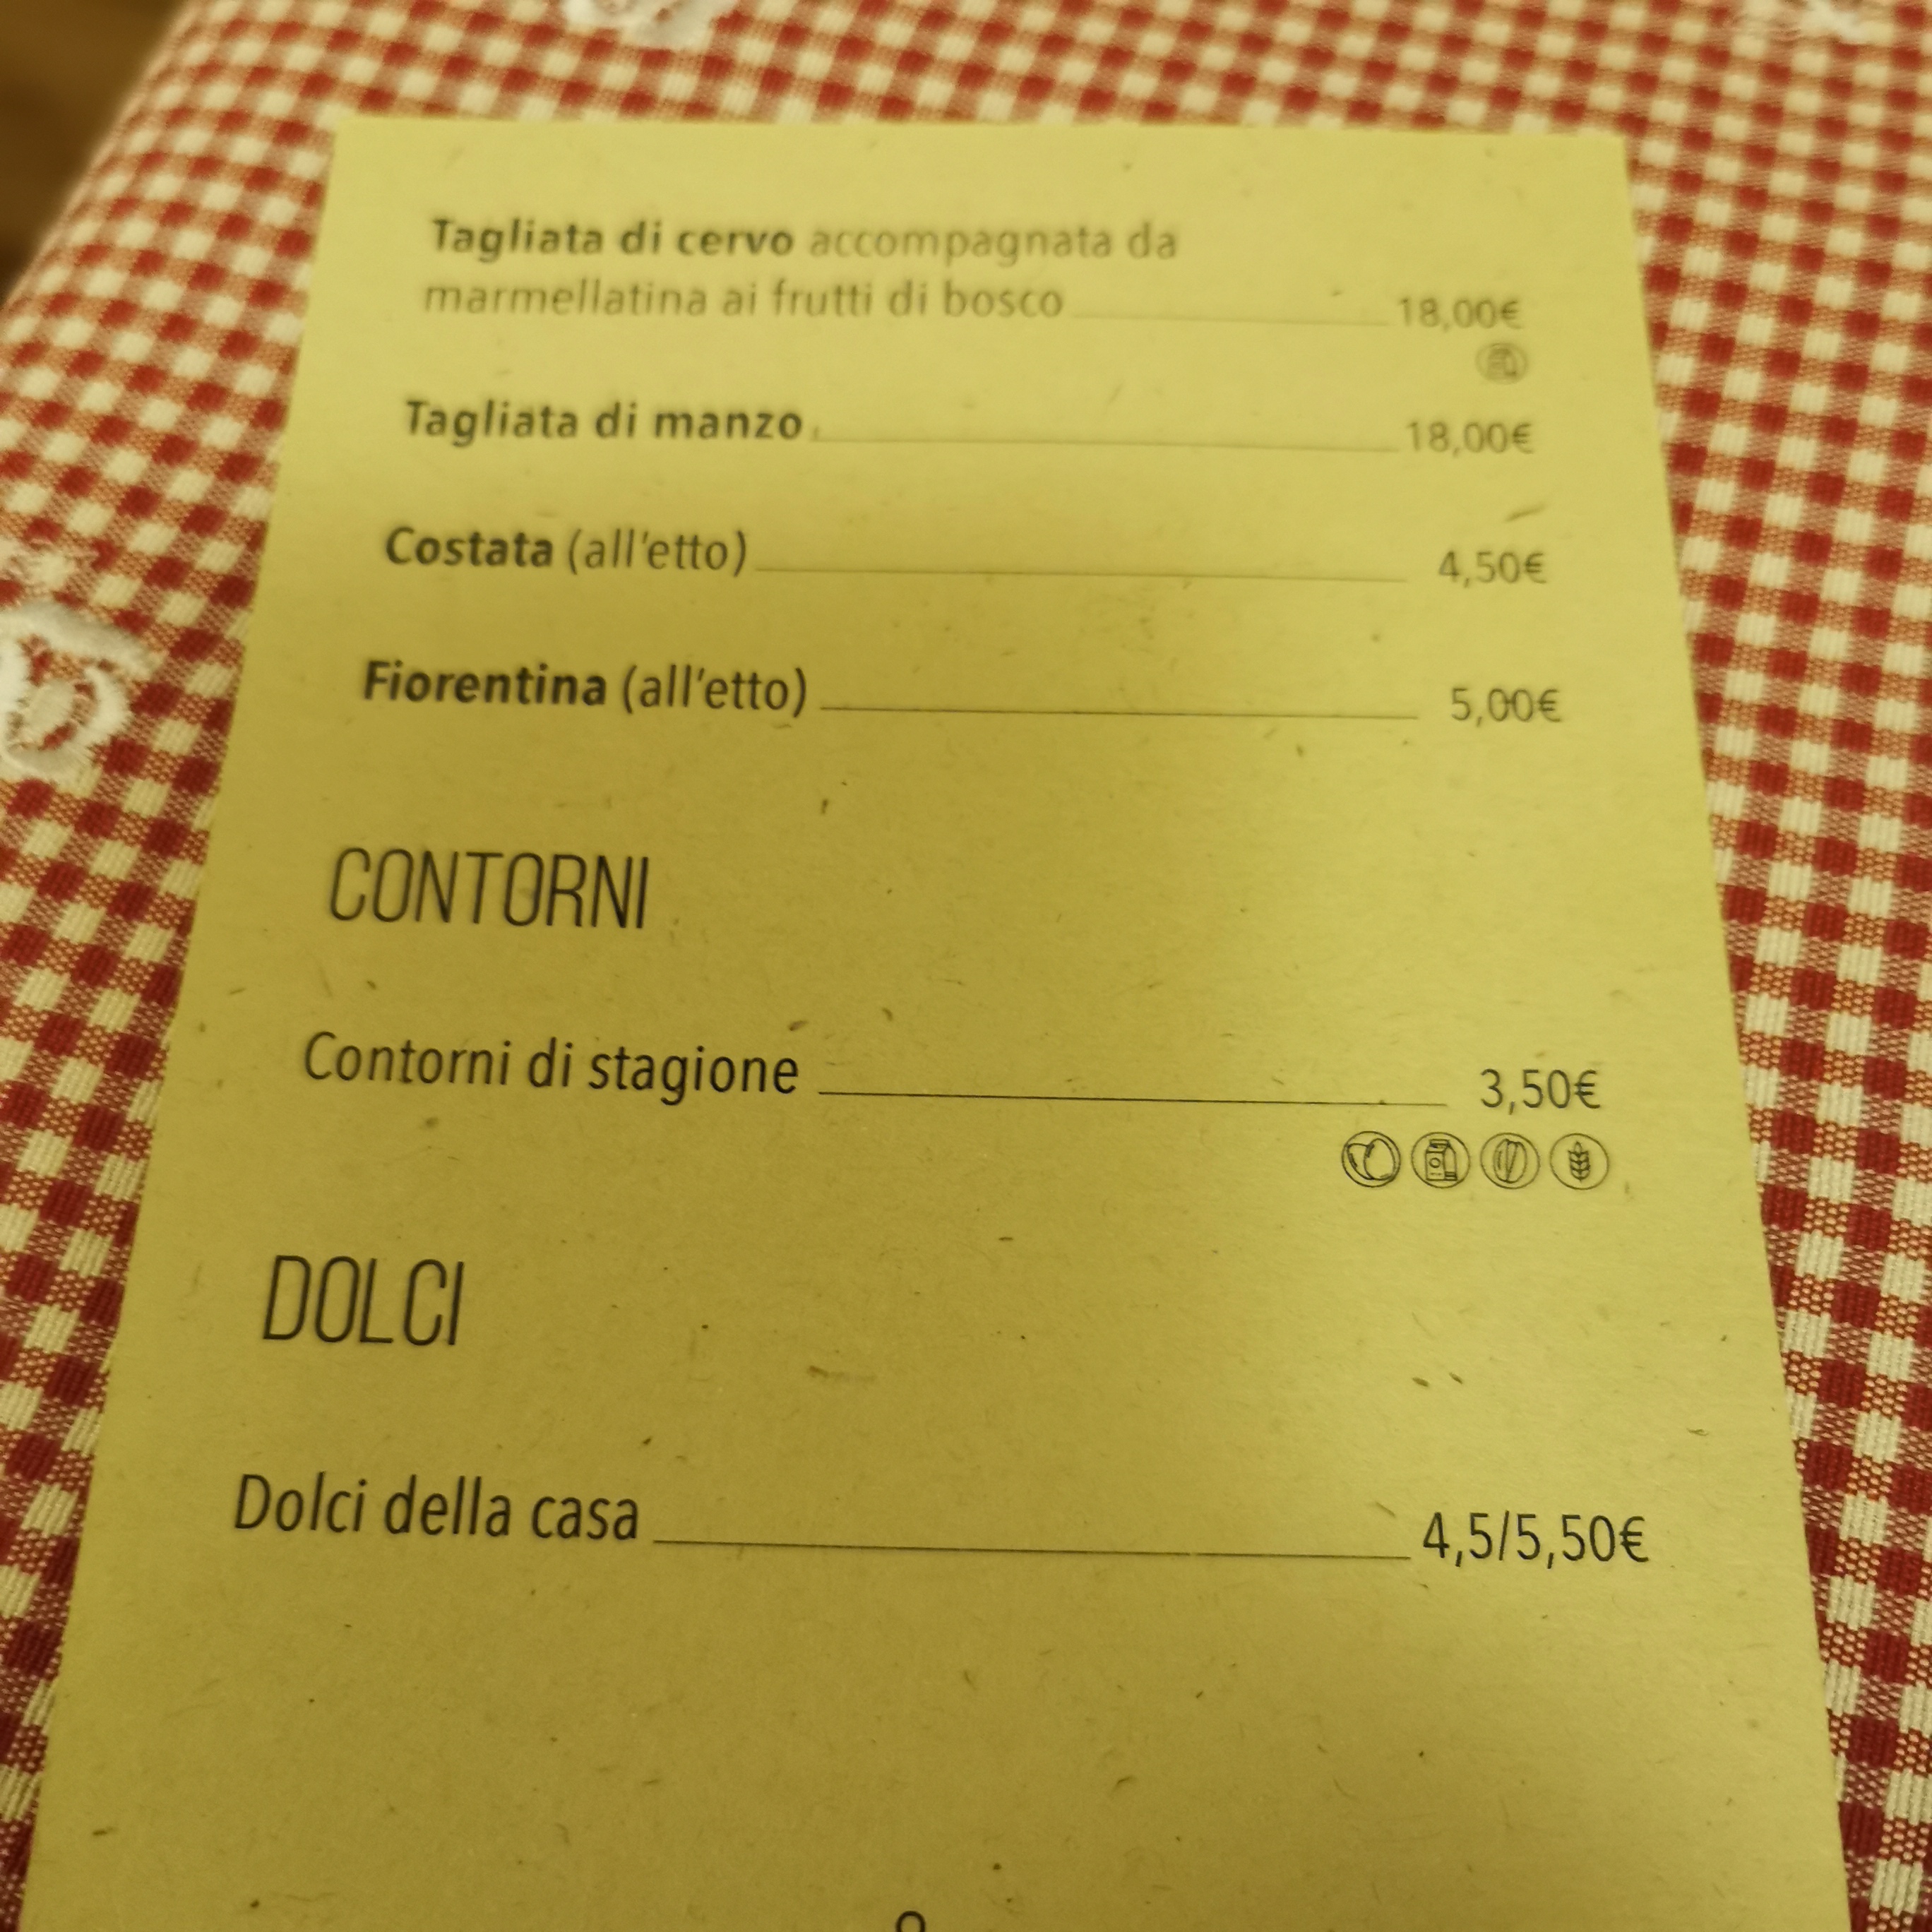 Tagliata di cervo accompagnata da
marmellatina ai frutti di bosco 18,00€
Tagliata di manzo 18,00€
Costata (all'etto) 4,50€
Fiorentina (all'etto) 5,00€
CONTORNI
Contorni di stagione 3,50€
DOLCI
Dolci della casa 4,5/5,50€